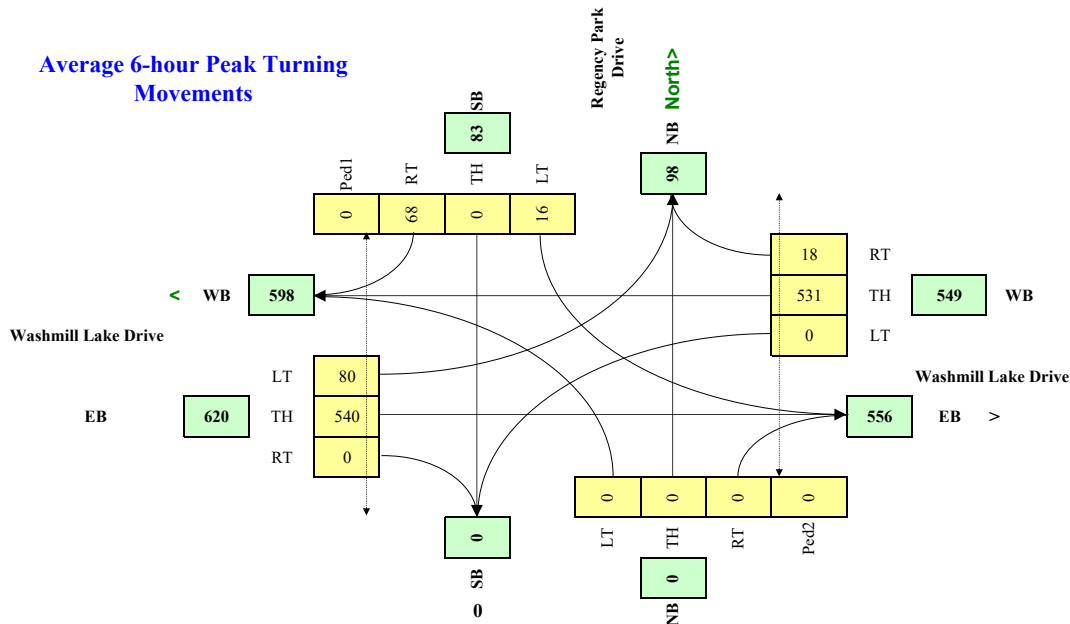 Average 6-hour Peak Turning
Movements
Regency Park
Drive
North>
SB
83
NB
98
Ped1
RT
TH
LT
0
68
0
16
18
RT
< WB 598
531
TH
549
WB
0
LT
Washmill Lake Drive
LT
80
Washmill Lake Drive
EB
620
TH
540
556
EB >
RT
0
0
0
0
0
LT
TH
RT
Ped2
0
SB
0
0
NB